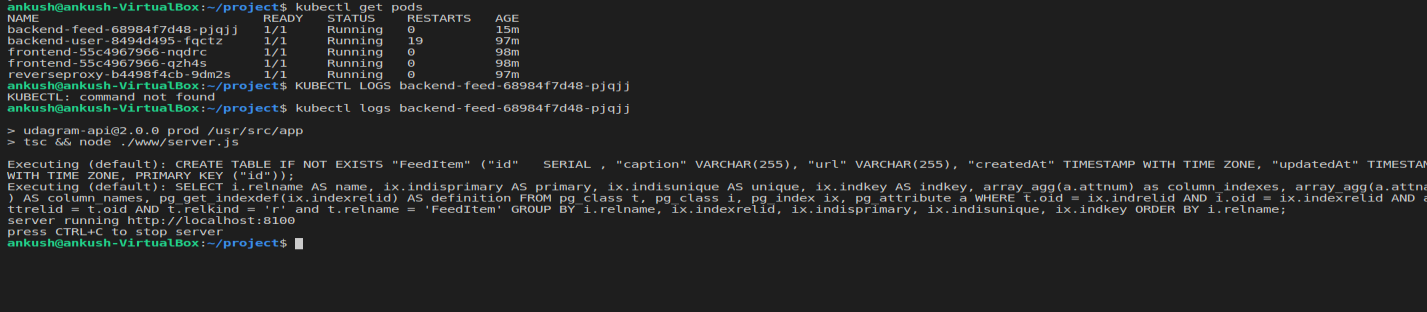 ankush@ankush-VirtualBox:~/project$ kubectl get pods
NAME READY STATUS RESTARTS AGE
backend-feed-68984f7d48-pjqjj 1/1 Running 0 15m
backend-user-8494d495-fqctz 1/1 Running 19 97m
frontend-55c4967966-nqdrc 1/1 Running 0 98m
frontend-55c4967966-qzh4s 1/1 Running 0 98m
reverseproxy-b4498f4cb-9dm2s 1/1 Running 0 97m
ankush@ankush-VirtualBox:~/project$ KUBECTL LOGS backend-feed-68984f7d48-pjqjj
KUBECTL: command not found
ankush@ankush-VirtualBox:~/project$ kubectl logs backend-feed-68984f7d48-pjqjj
> udagram-api@2.0.0 prod /usr/src/app
> tsc && node ./www/server.js
Executing (default): CREATE TABLE IF NOT EXISTS "FeedItem" ("id"   SERIAL , "caption" VARCHAR(255), "url" VARCHAR(255), "createdAt" TIMESTAMP WITH TIME ZONE, "updatedAt" TIMESTAM
WITH TIME ZONE, PRIMARY KEY ("id"));
Executing (default): SELECT i.relname AS name, ix.indisprimary AS primary, ix.indisunique AS unique, ix.indkey AS indkey, array_agg(a.attnum) as column_indexes, array_agg(a.attna
) AS column_names, pg_get_indexdef(ix.indexrelid) AS definition FROM pg_class t, pg_class i, pg_index ix, pg_attribute a WHERE t.oid = ix.indrelid AND i.oid = ix.indexrelid AND a
ttrelid = t.oid AND t.relkind = 'r' and t.relname = 'FeedItem' GROUP BY i.relname, ix.indexrelid, ix.indisprimary, ix.indisunique, ix.indkey ORDER BY i.relname;
server running http://localhost:8100
press CTRL+C to stop server
ankush@ankush-VirtualBox:~/project$